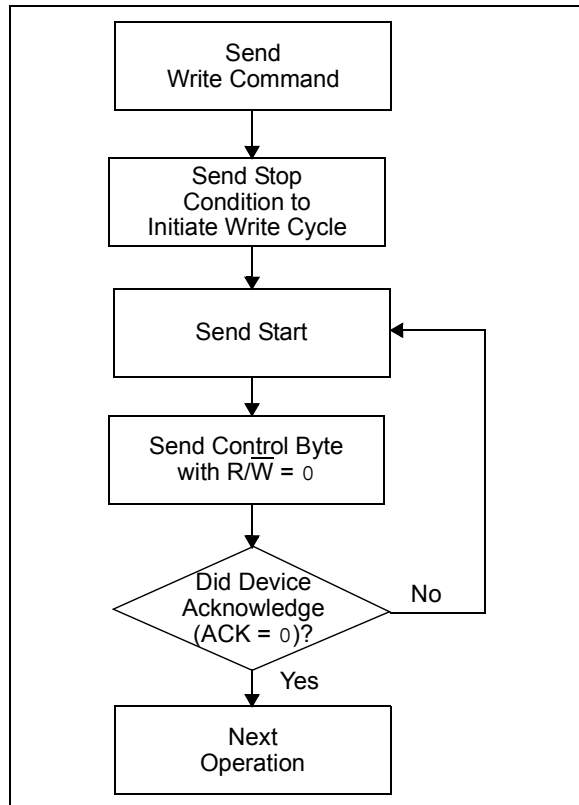 Send
Write Command
Send Stop
Condition to
Initiate Write Cycle
Send Start
Send Control Byte
with R/W̅ = 0
Did Device
Acknowledge
(ACK = 0)?
No
Yes
Next
Operation